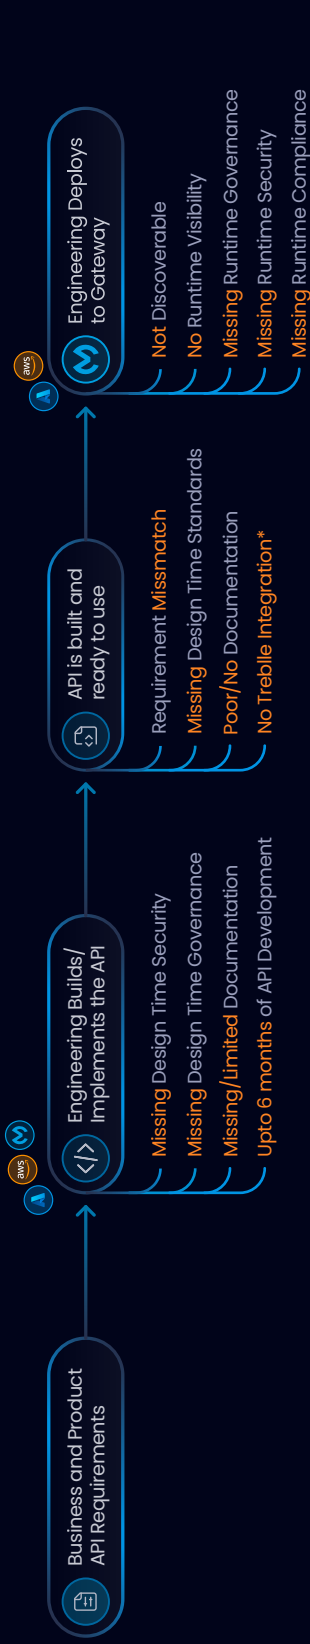 Business and Product
API Requirements
aws
Engineering Builds/
Implements the API
Missing Design Time Security
Missing Design Time Governance
Missing/Limited Documentation
Upto 6 months of API Development
API is built and
ready to use
Requirement Missmatch
Missing Design Time Standards
Poor/No Documentation
No Treblle Integration*
aws
Engineering Deploys
to Gateway
Not Discoverable
No Runtime Visibility
Missing Runtime Governance
Missing Runtime Security
Missing Runtime Compliance